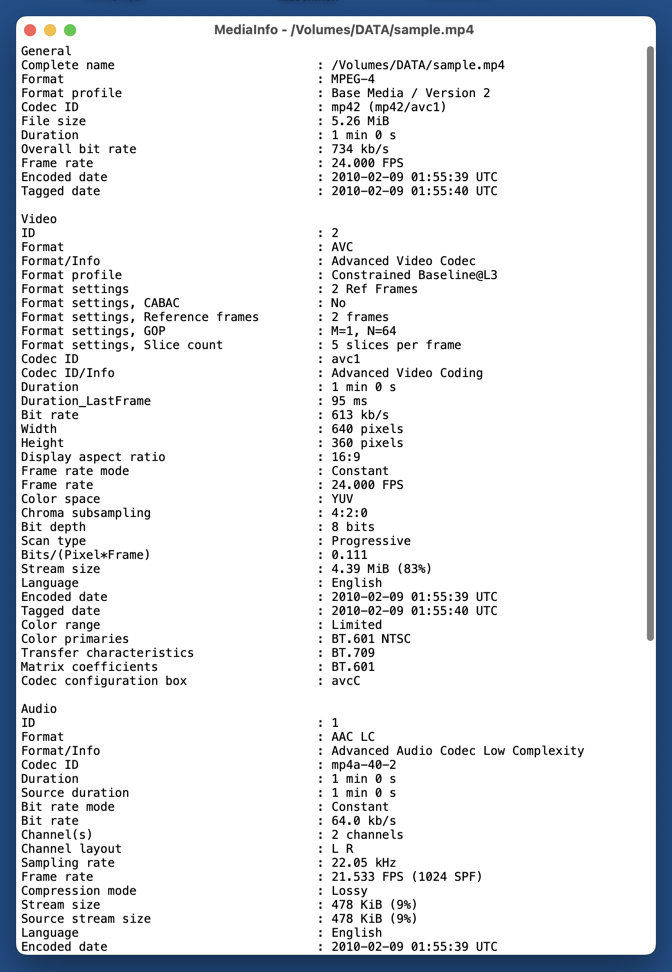 MediaInfo - /Volumes/DATA/sample.mp4
General
Complete name : /Volumes/DATA/sample.mp4
Format : MPEG-4
Format profile : Base Media / Version 2
Codec ID : mp42 (mp42/avc1)
File size : 5.26 MiB
Duration : 1 min 0 s
Overall bit rate : 734 kb/s
Frame rate : 24.000 FPS
Encoded date : 2010-02-09 01:55:39 UTC
Tagged date : 2010-02-09 01:55:40 UTC
Video
ID : 2
Format : AVC
Format/Info : Advanced Video Codec
Format profile : Constrained Baseline@L3
Format settings : 2 Ref Frames
Format settings, CABAC : No
Format settings, Reference frames : 2 frames
Format settings, GOP : M=1, N=64
Format settings, Slice count : 5 slices per frame
Codec ID : avc1
Codec ID/Info : Advanced Video Coding
Duration : 1 min 0 s
Duration_LastFrame : 95 ms
Bit rate : 613 kb/s
Width : 640 pixels
Height : 360 pixels
Display aspect ratio : 16:9
Frame rate mode : Constant
Frame rate : 24.000 FPS
Color space : YUV
Chroma subsampling : 4:2:0
Bit depth : 8 bits
Scan type : Progressive
Bits/(Pixel*Frame) : 0.111
Stream size : 4.39 MiB (83%)
Language : English
Encoded date : 2010-02-09 01:55:39 UTC
Tagged date : 2010-02-09 01:55:40 UTC
Color range : Limited
Color primaries : BT.601 NTSC
Transfer characteristics : BT.709
Matrix coefficients : BT.601
Codec configuration box : avcC
Audio
ID : 1
Format : AAC LC
Format/Info : Advanced Audio Codec Low Complexity
Codec ID : mp4a-40-2
Duration : 1 min 0 s
Source duration : 1 min 0 s
Bit rate mode : Constant
Bit rate : 64.0 kb/s
Channel(s) : 2 channels
Channel layout : L R
Sampling rate : 22.05 kHz
Frame rate : 21.533 FPS (1024 SPF)
Compression mode : Lossy
Stream size : 478 KiB (9%)
Source stream size : 478 KiB (9%)
Language : English
Encoded date : 2010-02-09 01:55:39 UTC